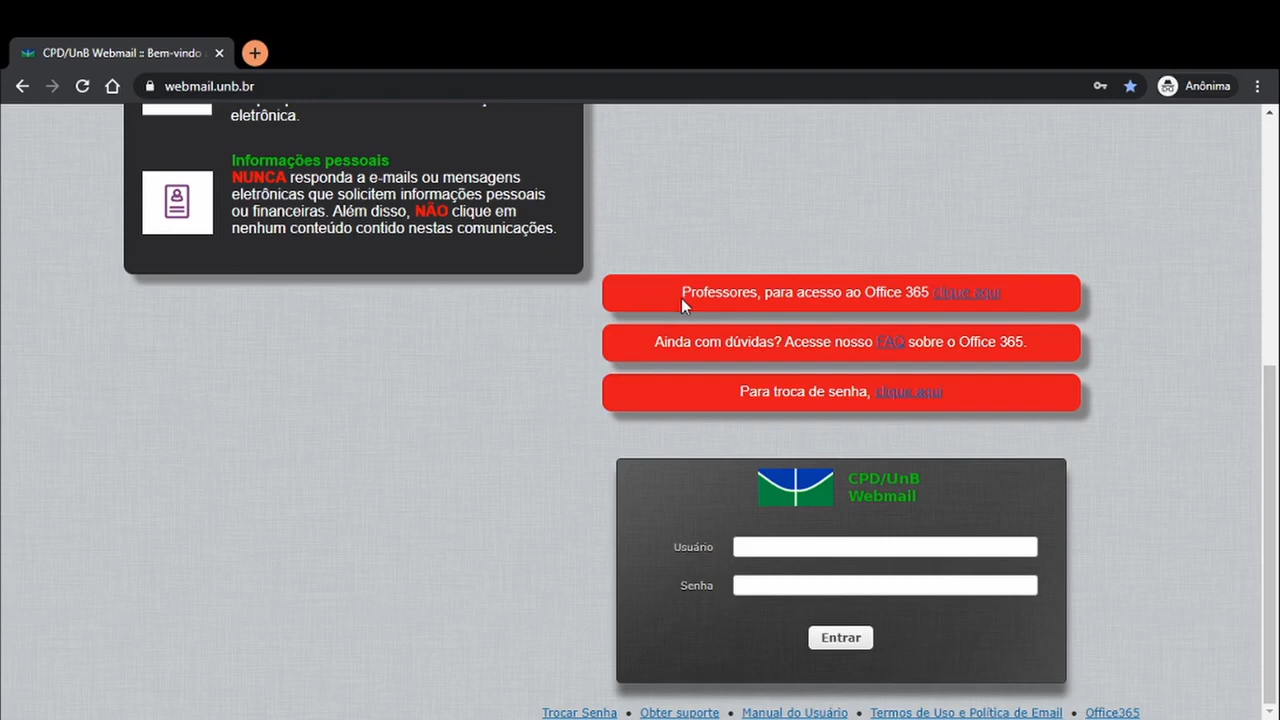 CPD/UnB Webmail :: Bem-vindo
webmail.unb.br
Anônima
eletrônica.
Informações pessoais
NUNCA responda a e-mails ou mensagens
eletrônicas que solicitem informações pessoais
ou financeiras. Além disso, NÃO clique em
nenhum conteúdo contido nestas comunicações.
Professores, para acesso ao Office 365 clique aqui
Ainda com dúvidas? Acesse nosso FAQ sobre o Office 365.
Para troca de senha, clique aqui
CPD/UnB
Webmail
Usuário
Senha
Entrar
Trocar Senha • Obter suporte • Manual do Usuário • Termos de Uso e Política de Email • Office365